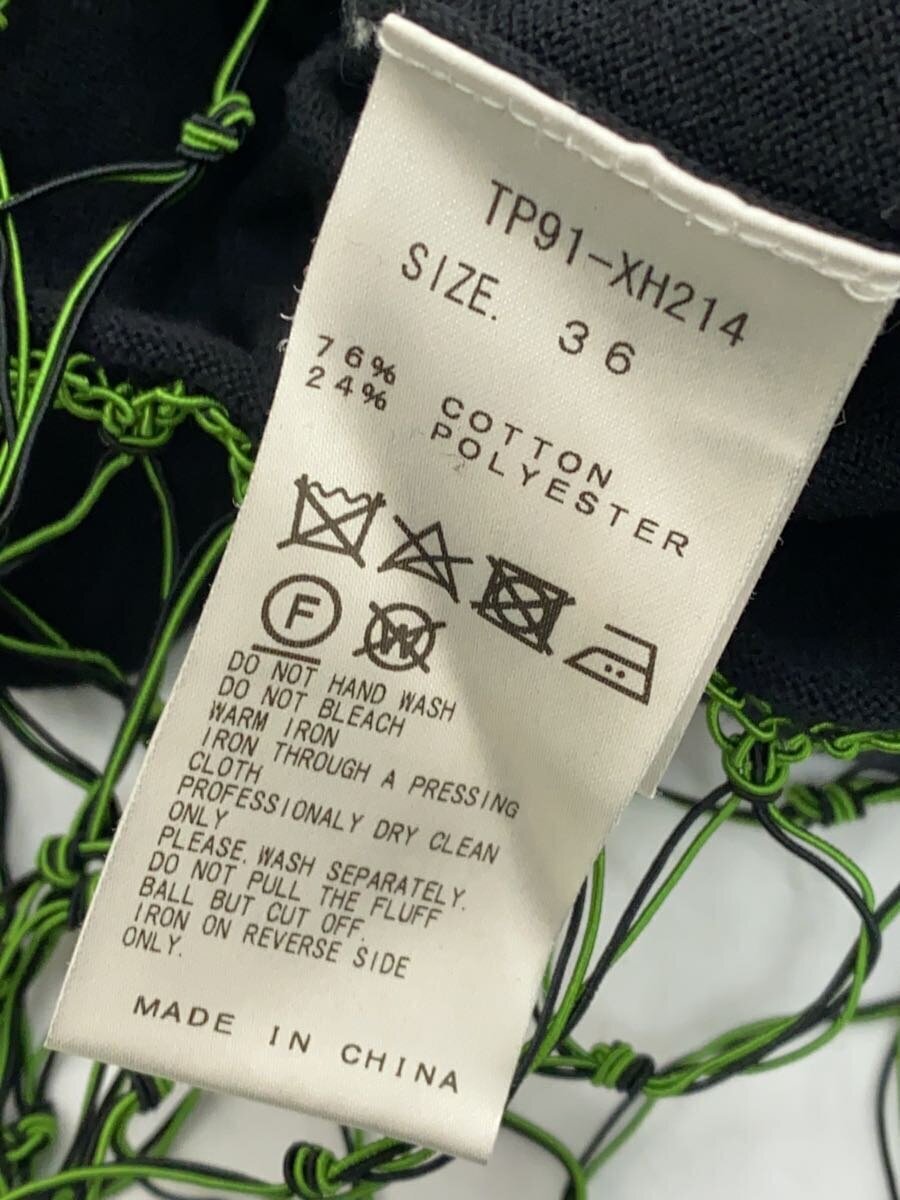 TP91-XH214
SIZE. 36
76% COTTON
24% POLYESTER
F W
DO NOT HAND WASH
DO NOT BLEACH
WARM IRON
IRON THROUGH A PRESSING
CLOTH
PROFESSIONALY DRY CLEAN
ONLY
PLEASE.WASH SEPARATELY.
DO NOT PULL THE FLUFF
BALL BUT CUT OFF.
IRON ON REVERSE SIDE
ONLY.
MADE IN CHINA